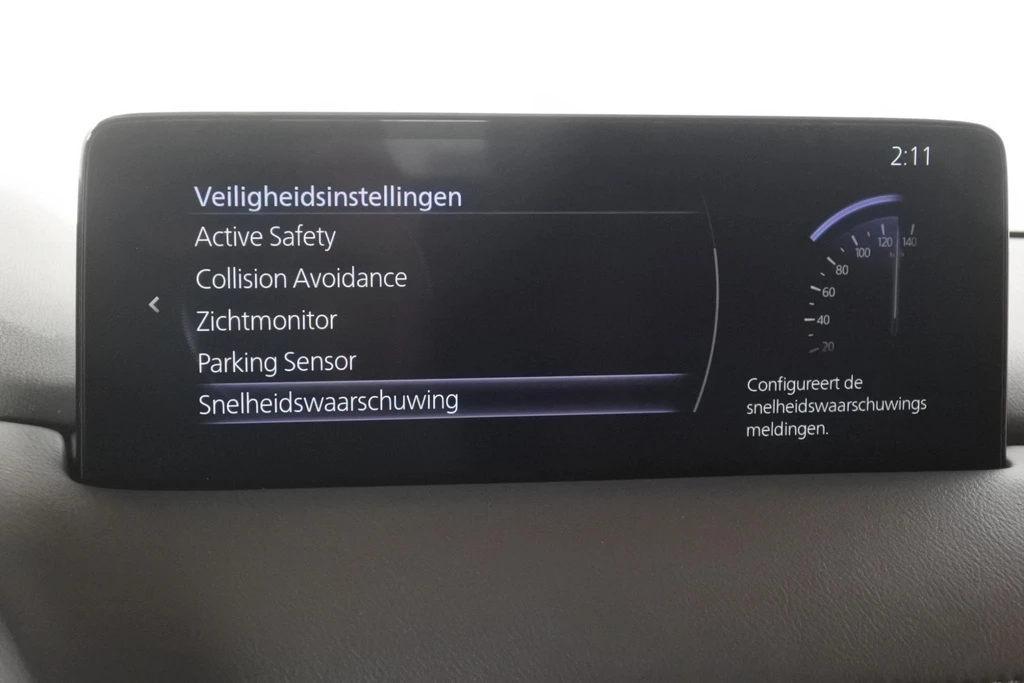 2:11
Veiligheidsinstellingen
Active Safety
Collision Avoidance
Zichtmonitor
Parking Sensor
Snelheidswaarschuwing
140
120
100
80
60
40
20
Configureert de
snelheidswaarschuwings
meldingen.